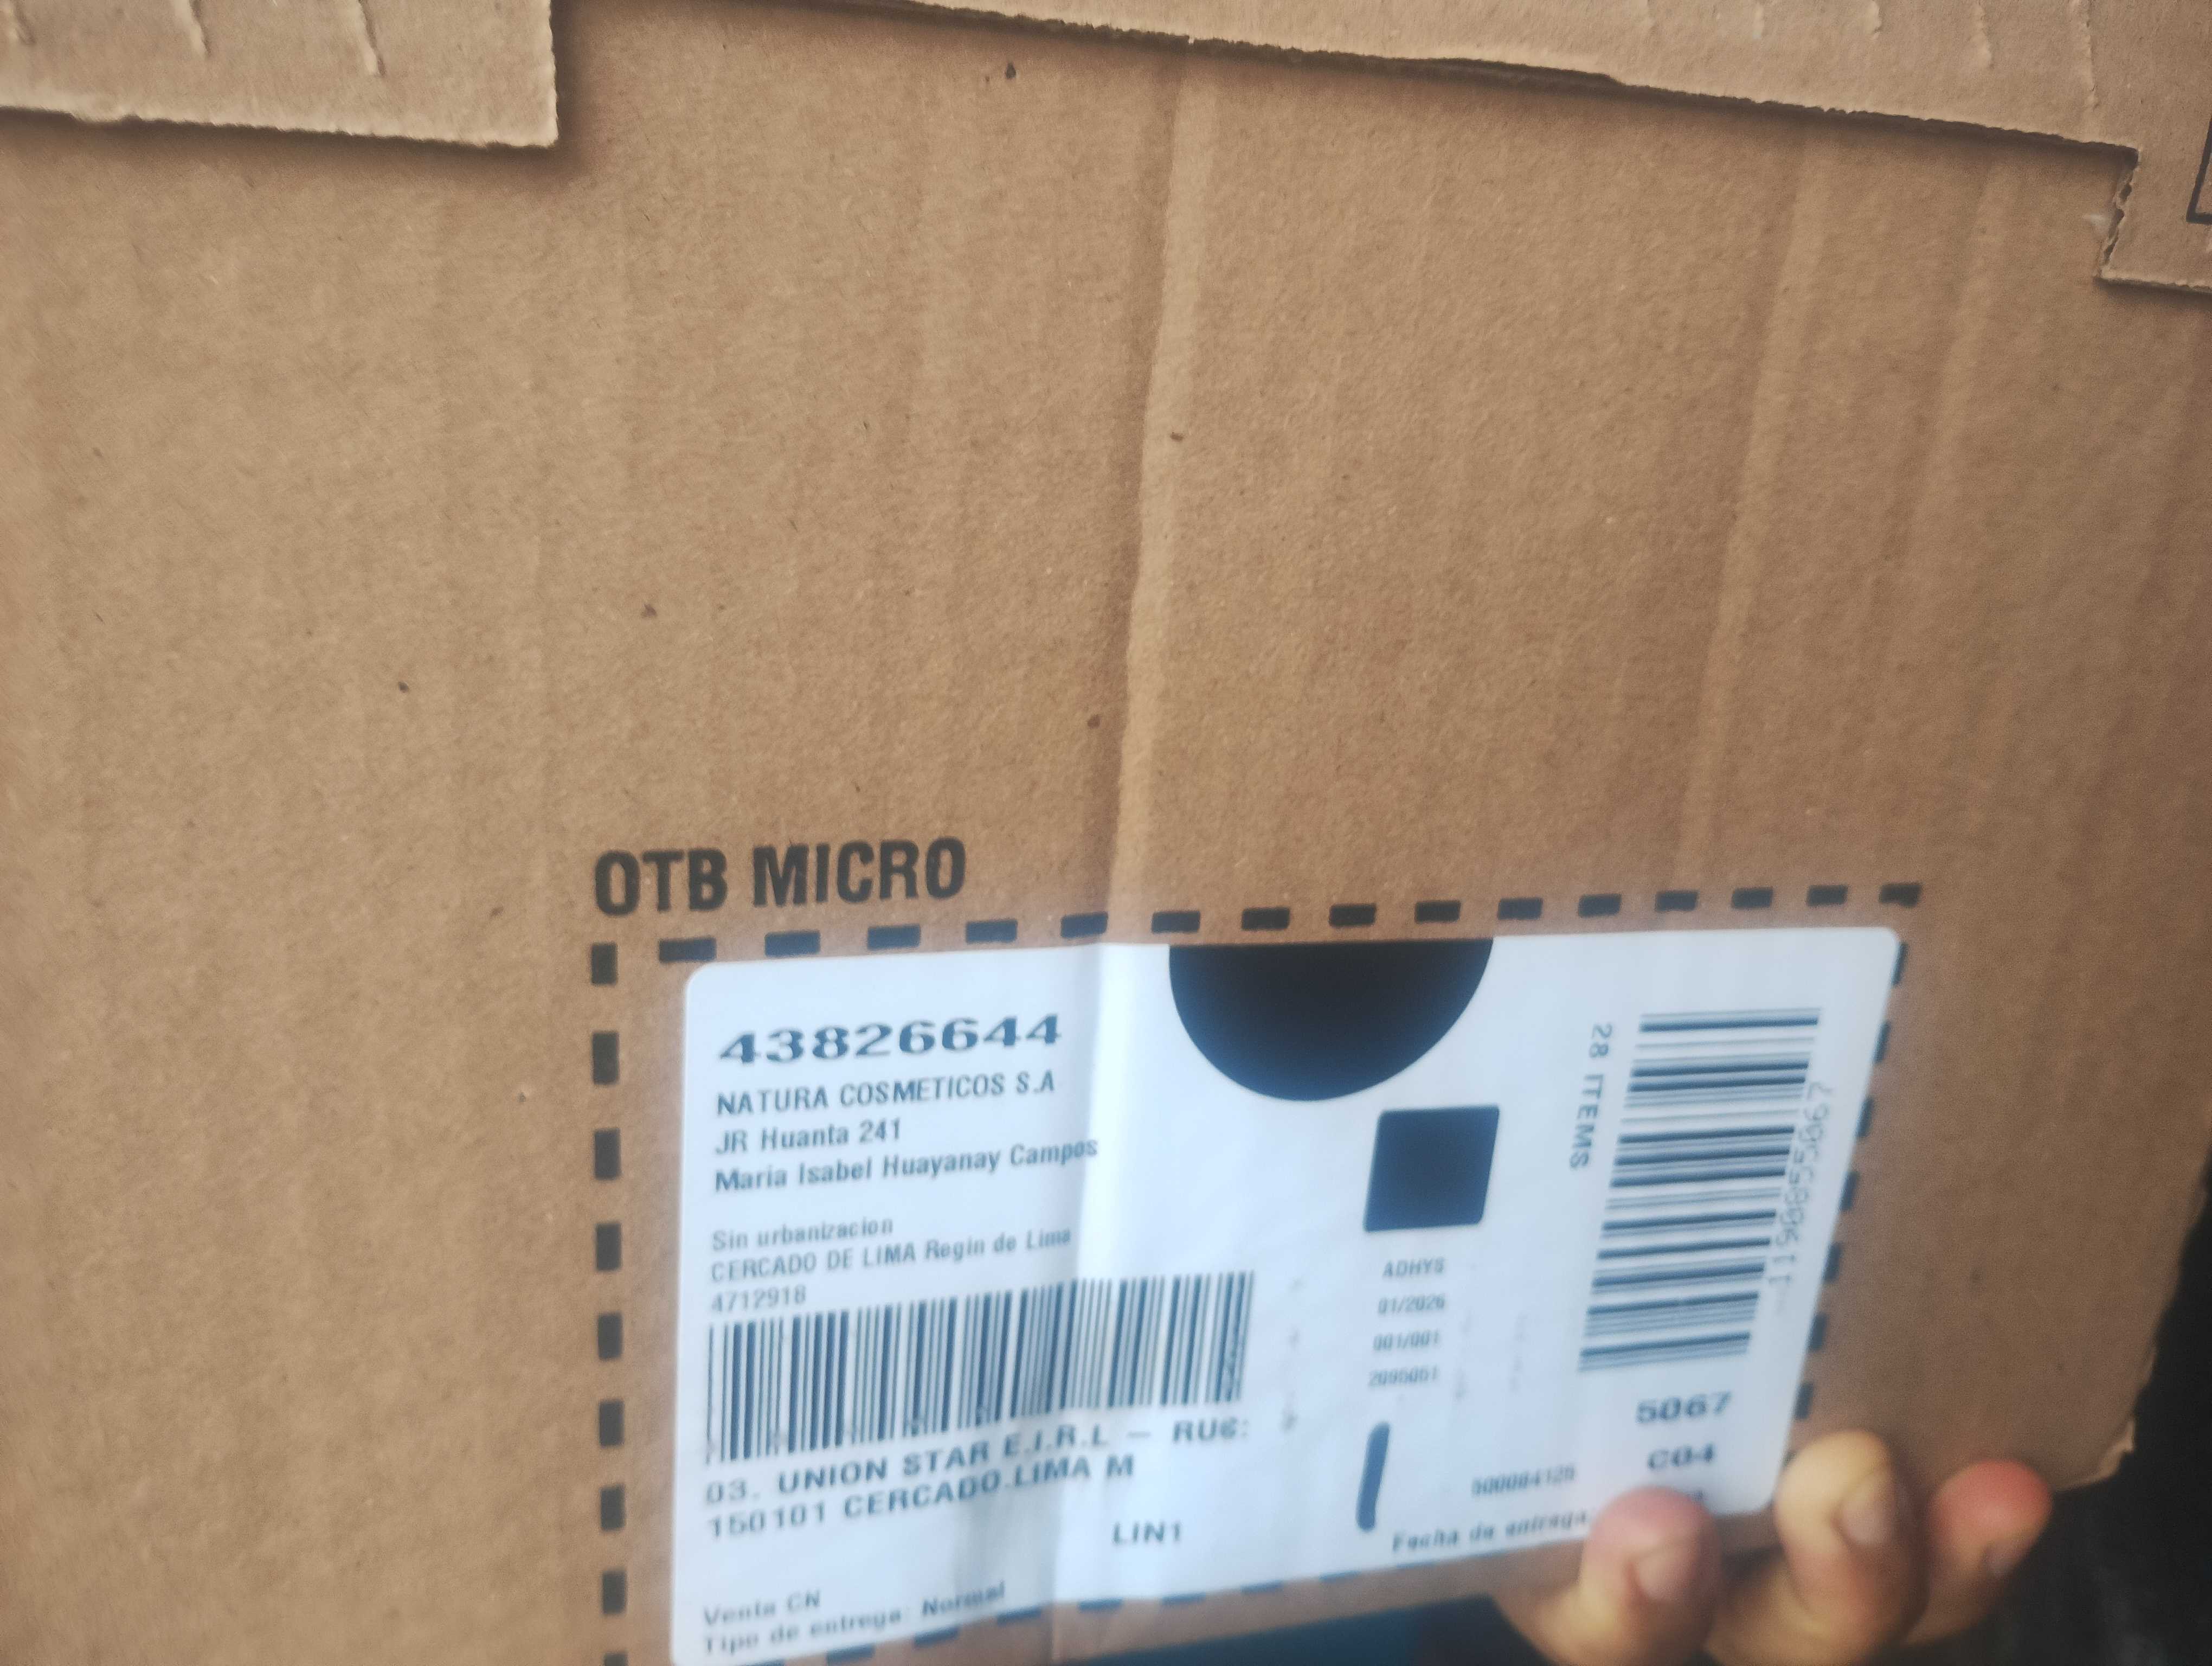 OTB MICRO
43826644
NATURA COSMETICOS S.A
JR Huanta 241
Maria Isabel Huayanay Campos
Sin urbanizacion
CERCADO DE LIMA Regin de Lima
4712918
03. UNION STAR E.I.R.L -
150101 CERCADO.LIMA M
LIN1
Venta CN
Tipo de entrega: Normal
ADHYS
01/2026
001/001
28 ITEMS
5067
C04
Fecha de entrega